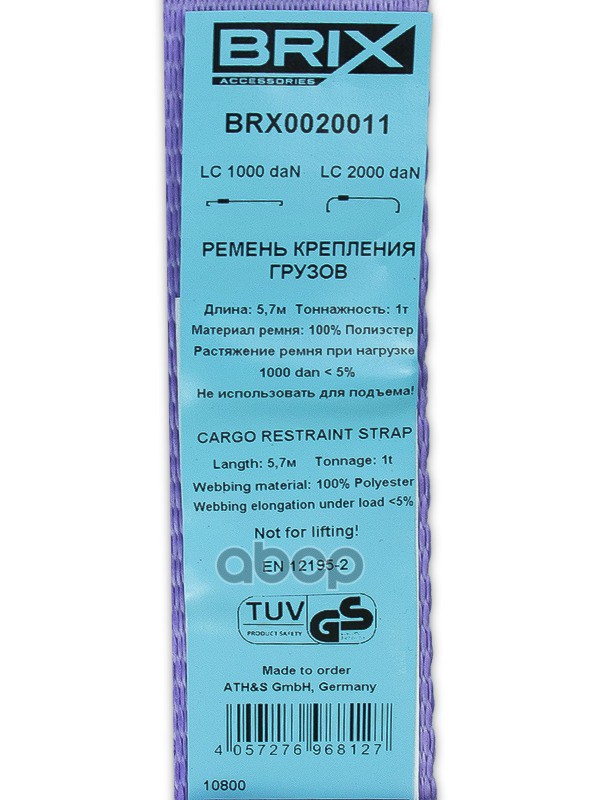 BRIX
ACCESSORIES
BRX0020011
LC 1000 daN LC 2000 daN
РЕМЕНЬ КРЕПЛЕНИЯ
ГРУЗОВ
Длина: 5,7м Тоннажность: 1т
Материал ремня: 100% Полиэстер
Растяжение ремня при нагрузке
1000 dan < 5%
Не использовать для подъема!
CARGO RESTRAINT STRAP
Langth: 5,7м Tonnage: 1t
Webbing material: 100% Polyester
Webbing elongation under load <5%
Not for lifting!
abop
EN 12195-2
TUV
PRODUCT SAFETY
GS
Made to order
ATH&S GmbH, Germany
4 057276 968127
10800